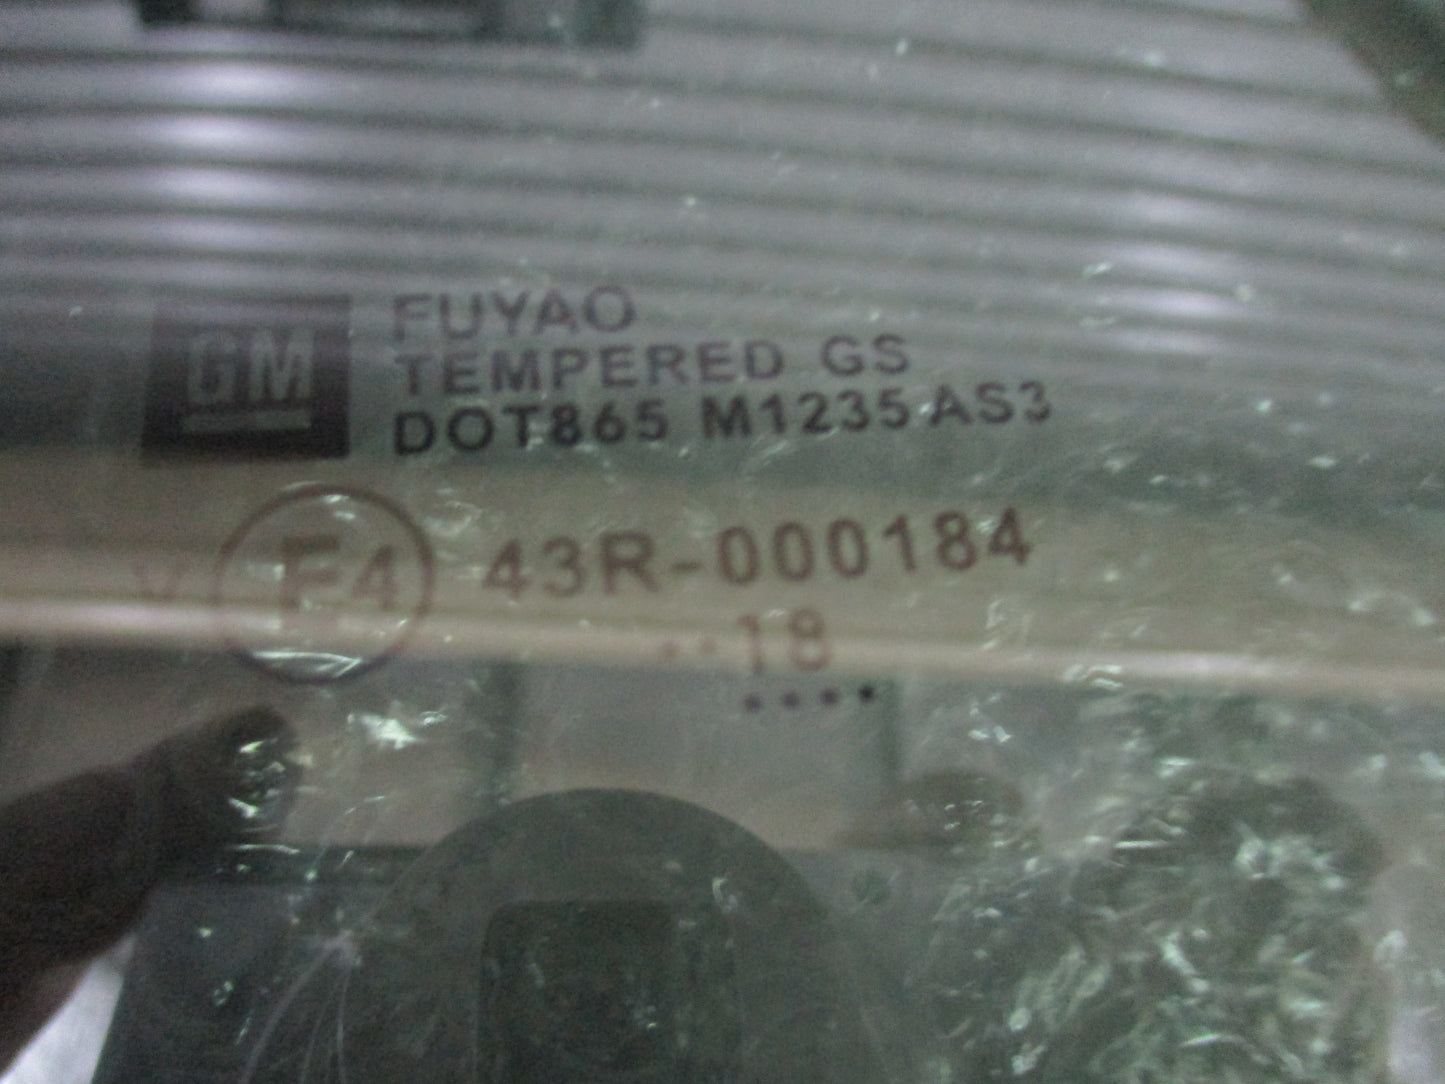 GM
FUYAO
TEMPERED GS
DOT865 M1235 AS3
V E4 43R-000184
··18
····